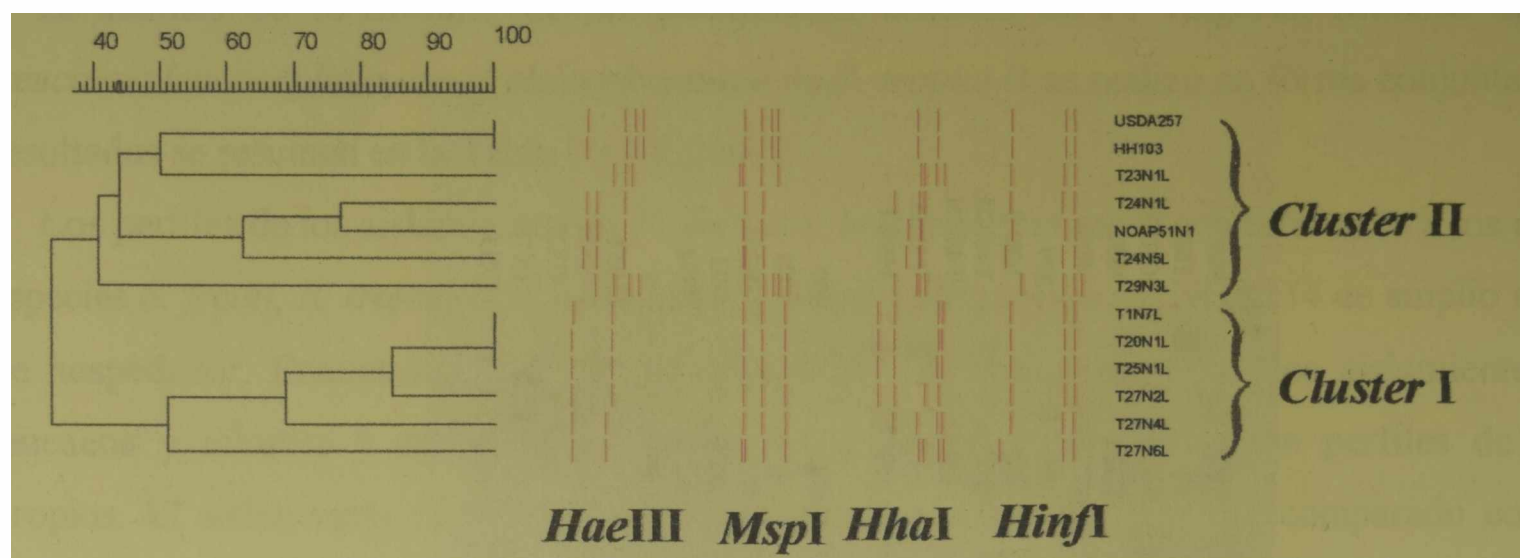 40 50 60 70 80 90 100
USDA257
HH103
T23N1L
T24N1L
NOAP51N1
T24N5L
T29N3L
T1N7L
T20N1L
T25N1L
T27N2L
T27N4L
T27N6L
Cluster II
Cluster I
HaeIII MspI HhaI HinfI